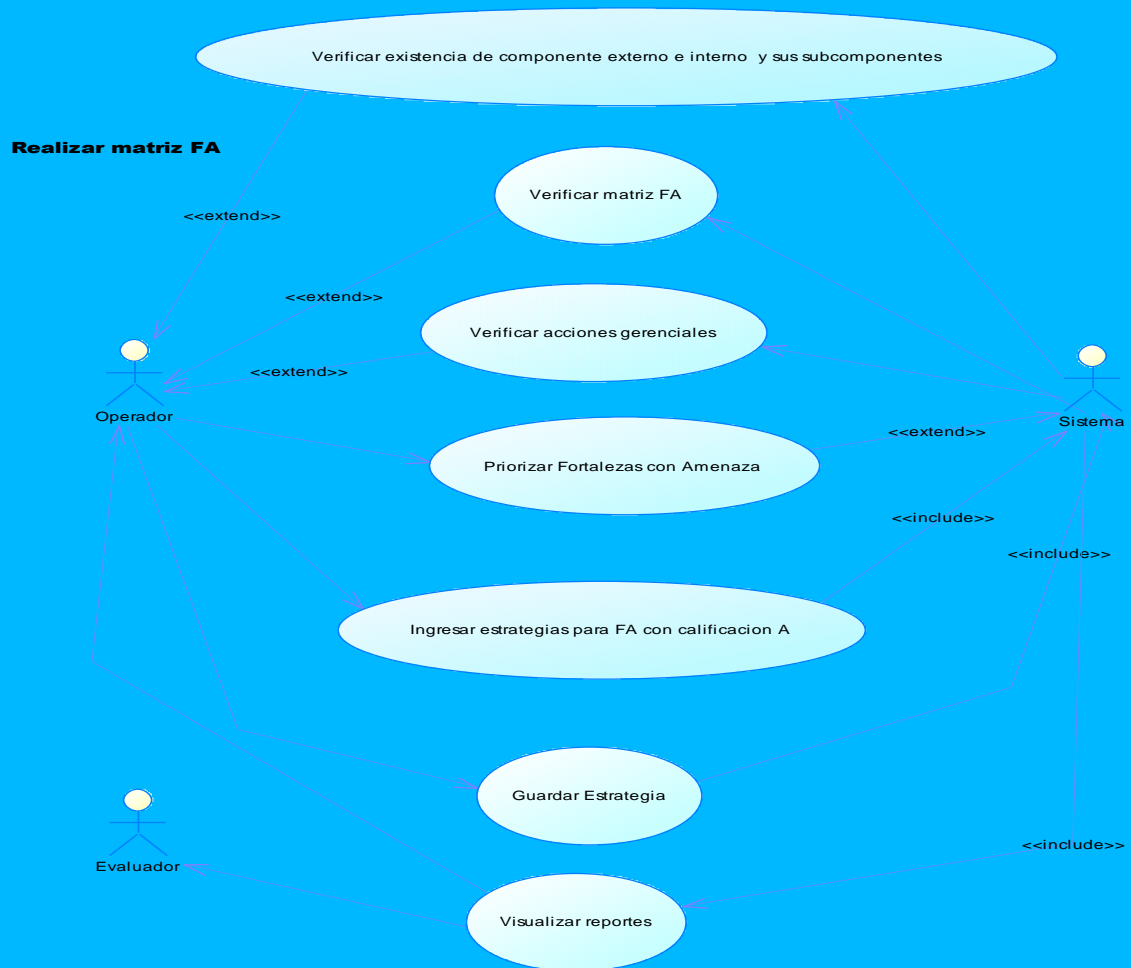 Verificar existencia de componente externo e interno y sus subcomponentes
Realizar matriz FA
Verificar matriz FA
<<extend>>
<<extend>>
Verificar acciones gerenciales
<<extend>>
Operador
Sistema
<<extend>>
Priorizar Fortalezas con Amenaza
<<include>>
<<include>>
Ingresar estrategias para FA con calificacion A
Guardar Estrategia
<<include>>
Evaluador
Visualizar reportes